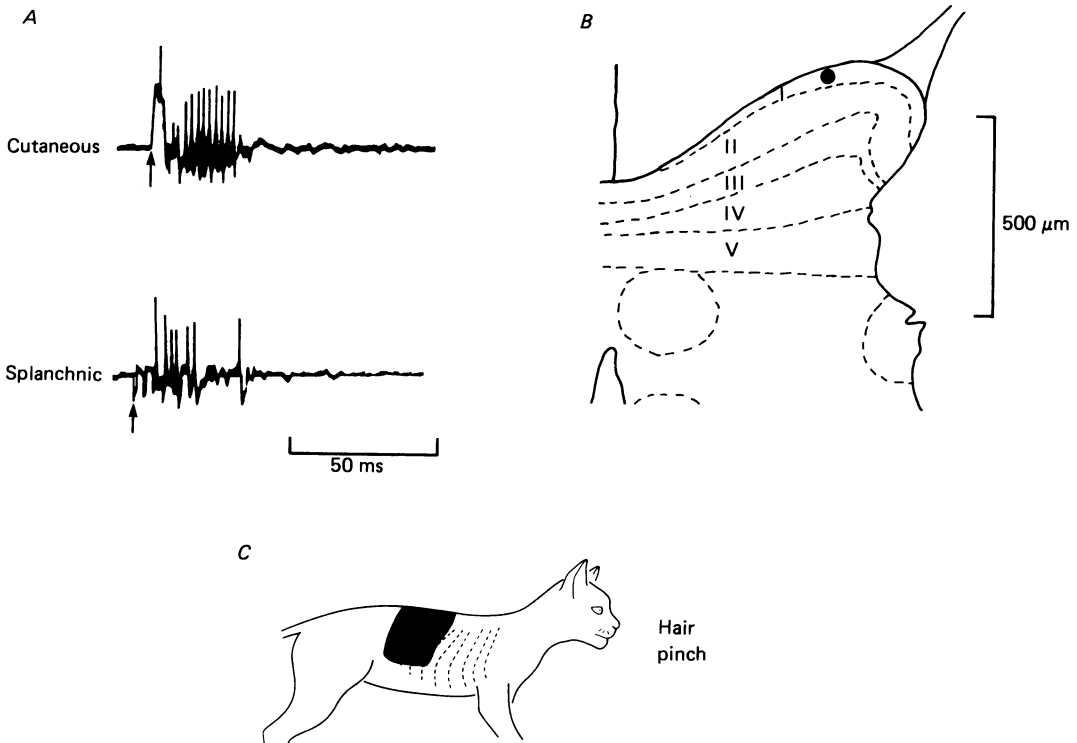 A
B
Cutaneous
I
II
III
IV
V
500 μm
Splanchnic
50 ms
C
Hair
pinch